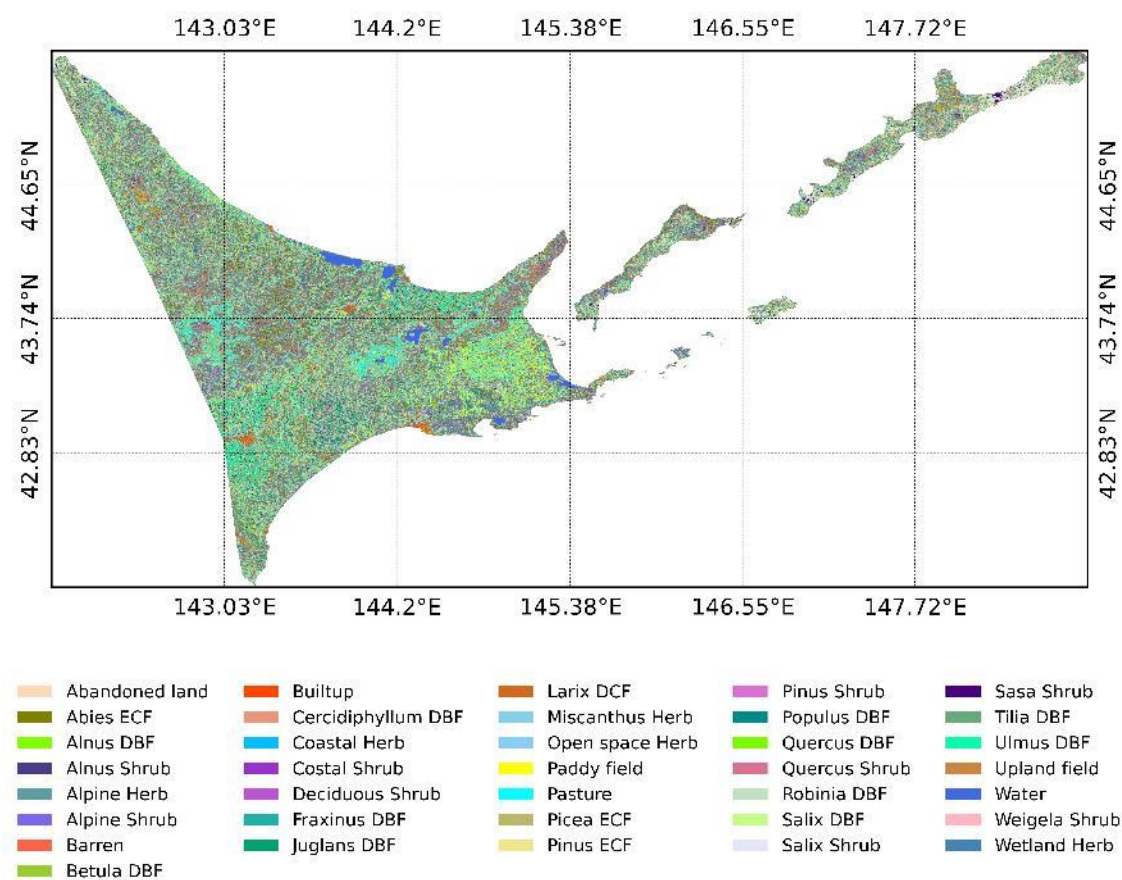 143.03°E 144.2°E 145.38°E 146.55°E 147.72°E
44.65°N 44.65°N
43.74°N 43.74°N
42.83°N 42.83°N
143.03°E 144.2°E 145.38°E 146.55°E 147.72°E
Abandoned land
Abies ECF
Alnus DBF
Alnus Shrub
Alpine Herb
Alpine Shrub
Barren
Betula DBF
Builtup
Cercidiphyllum DBF
Coastal Herb
Costal Shrub
Deciduous Shrub
Fraxinus DBF
Juglans DBF
Larix DCF
Miscanthus Herb
Open space Herb
Paddy field
Pasture
Picea ECF
Pinus ECF
Pinus Shrub
Populus DBF
Quercus DBF
Quercus Shrub
Robinia DBF
Salix DBF
Salix Shrub
Sasa Shrub
Tilia DBF
Ulmus DBF
Upland field
Water
Weigela Shrub
Wetland Herb